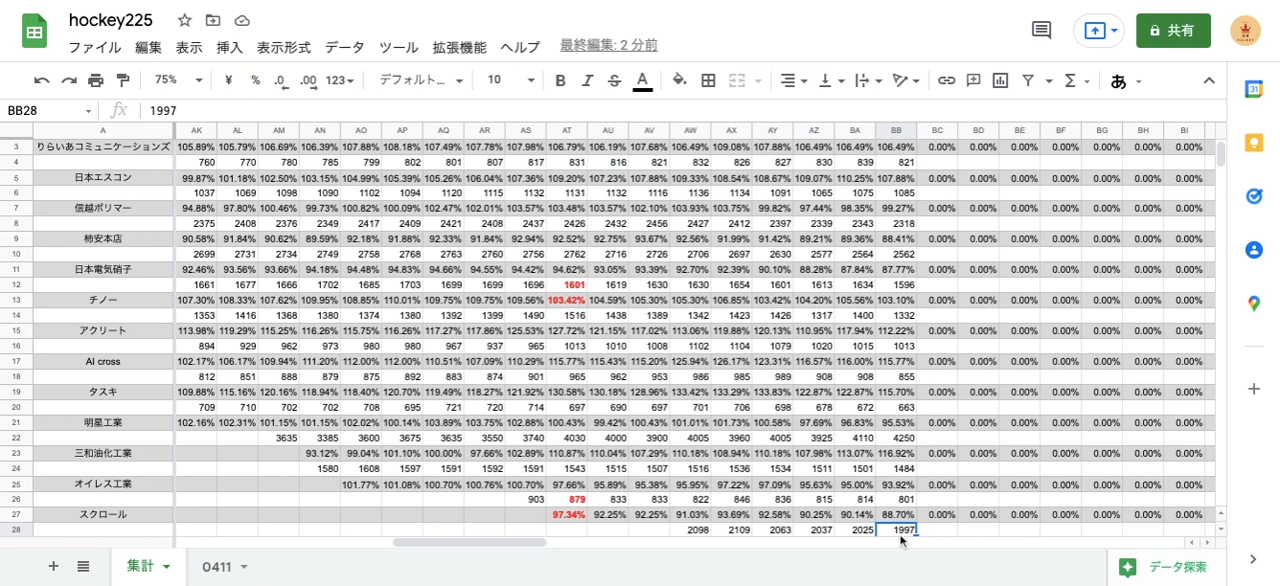 hockey225
ファイル 編集 表示 挿入 表示形式 データ ツール 拡張機能 ヘルプ 最終編集: 2 分前
共有
75% ¥ % .0 .00 123 デフォルト... 10 B I S A あ
31
BB28 fx 1997
A AK AL AM AN AO AP AQ AR AS AT AU AV AW AX AY AZ BA BB BC BD BE BF BG BH BI
3 りらいあコミュニケーションズ 105.89% 105.79% 106.69% 106.39% 107.88% 108.18% 107.49% 107.78% 107.98% 106.79% 106.19% 107.68% 106.49% 109.08% 107.88% 106.49% 106.49% 106.49% 0.00% 0.00% 0.00% 0.00% 0.00% 0.00% 0.00%
4 760 770 780 785 799 802 801 807 817 831 816 821 832 826 827 830 839 821
5 日本エスコン 99.87% 101.18% 102.50% 103.15% 104.99% 105.39% 105.26% 106.04% 107.36% 109.20% 107.23% 107.88% 109.33% 108.54% 108.67% 109.07% 110.25% 107.88% 0.00% 0.00% 0.00% 0.00% 0.00% 0.00% 0.00%
6 1037 1069 1098 1090 1102 1094 1120 1115 1132 1131 1132 1116 1136 1134 1091 1065 1075 1085
7 信越ポリマー 94.88% 97.80% 100.46% 99.73% 100.82% 100.09% 102.47% 102.01% 103.57% 103.48% 103.57% 102.10% 103.93% 103.75% 99.82% 97.44% 98.35% 99.27% 0.00% 0.00% 0.00% 0.00% 0.00% 0.00% 0.00%
8 2375 2408 2376 2349 2417 2409 2421 2408 2437 2426 2432 2456 2427 2412 2397 2339 2343 2318
9 柿安本店 90.58% 91.84% 90.62% 89.59% 92.18% 91.88% 92.33% 91.84% 92.94% 92.52% 92.75% 93.67% 92.56% 91.99% 91.42% 89.21% 89.36% 88.41% 0.00% 0.00% 0.00% 0.00% 0.00% 0.00% 0.00%
10 2699 2731 2734 2749 2758 2768 2763 2760 2756 2762 2716 2726 2706 2697 2630 2577 2564 2562
11 日本電気硝子 92.46% 93.56% 93.66% 94.18% 94.48% 94.83% 94.66% 94.55% 94.42% 94.62% 93.05% 93.39% 92.70% 92.39% 90.10% 88.28% 87.84% 87.77% 0.00% 0.00% 0.00% 0.00% 0.00% 0.00% 0.00%
12 1661 1677 1666 1702 1685 1703 1699 1699 1696 1601 1619 1630 1630 1654 1601 1613 1634 1596
13 チノー 107.30% 108.33% 107.62% 109.95% 108.85% 110.01% 109.75% 109.75% 109.56% 103.42% 104.59% 105.30% 105.30% 106.85% 103.42% 104.20% 105.56% 103.10% 0.00% 0.00% 0.00% 0.00% 0.00% 0.00% 0.00%
14 1353 1416 1368 1380 1374 1380 1392 1399 1490 1516 1438 1389 1342 1423 1426 1317 1400 1332
15 アクリート 113.98% 119.29% 115.25% 116.26% 115.75% 116.26% 117.27% 117.86% 125.53% 127.72% 121.15% 117.02% 113.06% 119.88% 120.13% 110.95% 117.94% 112.22% 0.00% 0.00% 0.00% 0.00% 0.00% 0.00% 0.00%
16 894 929 962 973 980 980 967 937 965 1013 1010 1008 1102 1104 1079 1020 1015 1013
17 AI cross 102.17% 106.17% 109.94% 111.20% 112.00% 112.00% 110.51% 107.09% 110.29% 115.77% 115.43% 115.20% 125.94% 126.17% 123.31% 116.57% 116.00% 115.77% 0.00% 0.00% 0.00% 0.00% 0.00% 0.00% 0.00%
18 812 851 888 879 875 892 883 874 901 965 962 953 986 985 989 908 908 855
19 タスキ 109.88% 115.16% 120.16% 118.94% 118.40% 120.70% 119.49% 118.27% 121.92% 130.58% 130.18% 128.96% 133.42% 133.29% 133.83% 122.87% 122.87% 115.70% 0.00% 0.00% 0.00% 0.00% 0.00% 0.00% 0.00%
20 709 710 702 702 708 695 721 720 714 697 690 697 701 706 698 678 672 663
21 明星工業 102.16% 102.31% 101.15% 101.15% 102.02% 100.14% 103.89% 103.75% 102.88% 100.43% 99.42% 100.43% 101.01% 101.73% 100.58% 97.69% 96.83% 95.53% 0.00% 0.00% 0.00% 0.00% 0.00% 0.00% 0.00%
22 3635 3385 3600 3675 3635 3550 3740 4030 4000 3900 4005 3960 4005 3925 4110 4250
23 三和油化工業 93.12% 99.04% 101.10% 100.00% 97.66% 102.89% 110.87% 110.04% 107.29% 110.18% 108.94% 110.18% 107.98% 113.07% 116.92% 0.00% 0.00% 0.00% 0.00% 0.00% 0.00% 0.00%
24 1580 1608 1597 1591 1592 1591 1543 1515 1507 1516 1536 1534 1511 1501 1484
25 オイレス工業 101.77% 101.08% 100.70% 100.76% 100.70% 97.66% 95.89% 95.38% 95.95% 97.22% 97.09% 95.63% 95.00% 93.92% 0.00% 0.00% 0.00% 0.00% 0.00% 0.00% 0.00%
26 903 879 833 833 822 846 836 815 814 801
27 スクロール 97.34% 92.25% 92.25% 91.03% 93.69% 92.58% 90.25% 90.14% 88.70% 0.00% 0.00% 0.00% 0.00% 0.00% 0.00% 0.00%
28 2098 2109 2063 2037 2025 1997
集計 0411 データ探索